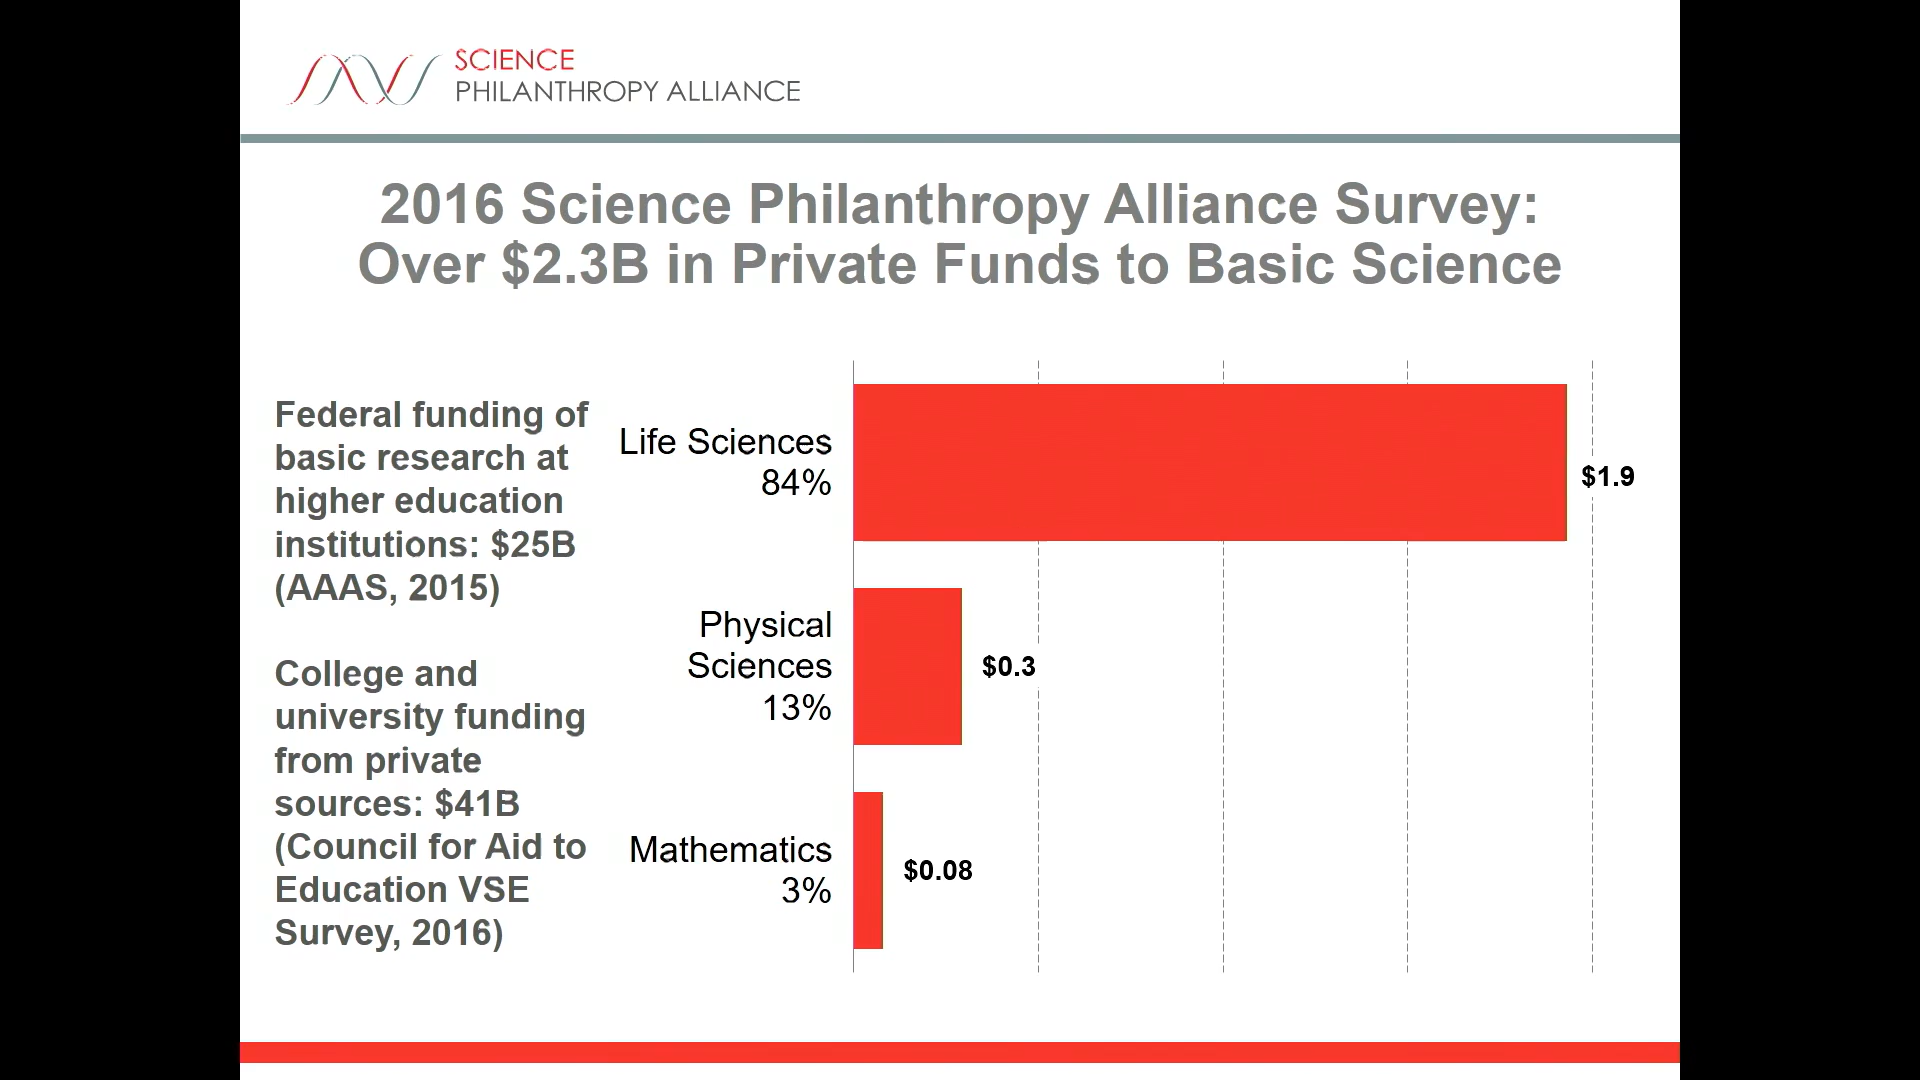 SCIENCE
PHILANTHROPY ALLIANCE
2016 Science Philanthropy Alliance Survey:
Over $2.3B in Private Funds to Basic Science
Federal funding of
basic research at
higher education
institutions: $25B
(AAAS, 2015)
College and
university funding
from private
sources: $41B
(Council for Aid to
Education VSE
Survey, 2016)
Life Sciences
84%
$1.9
Physical
Sciences
13%
$0.3
Mathematics
3%
$0.08